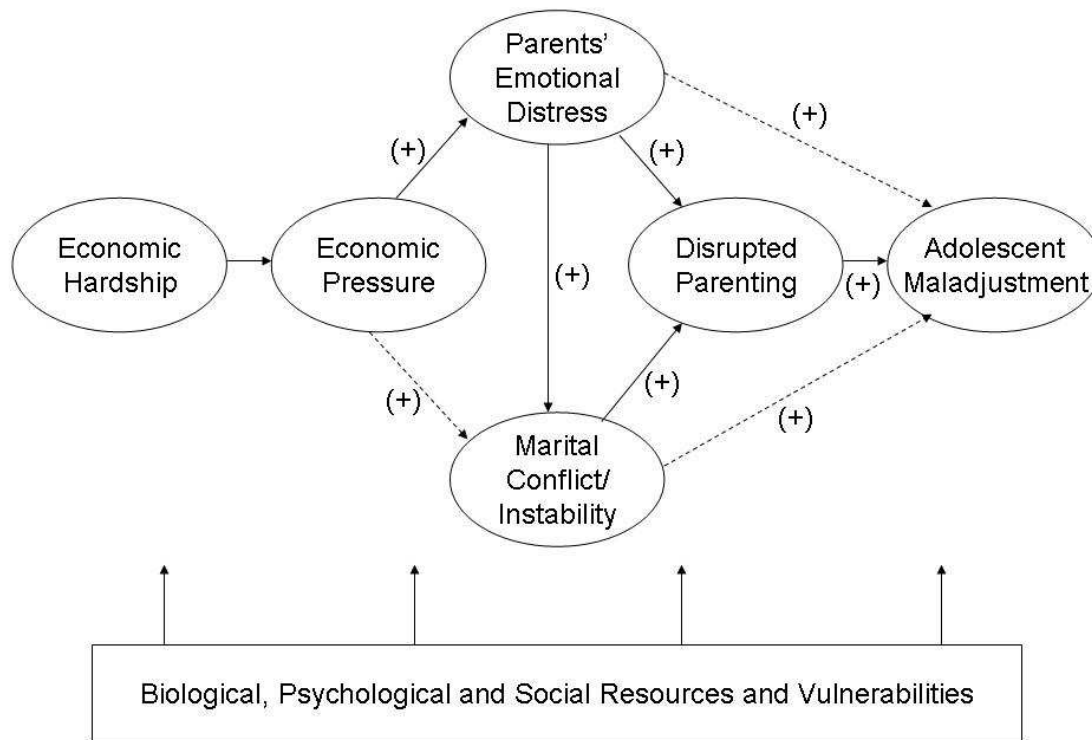 Parents’
Emotional
Distress
(+)
(+)
(+)
Economic
Hardship
Economic
Pressure
(+)
Disrupted
Parenting
(+)
Adolescent
Maladjustment
(+)
(+)
(+)
Marital
Conflict/
Instability
Biological, Psychological and Social Resources and Vulnerabilities